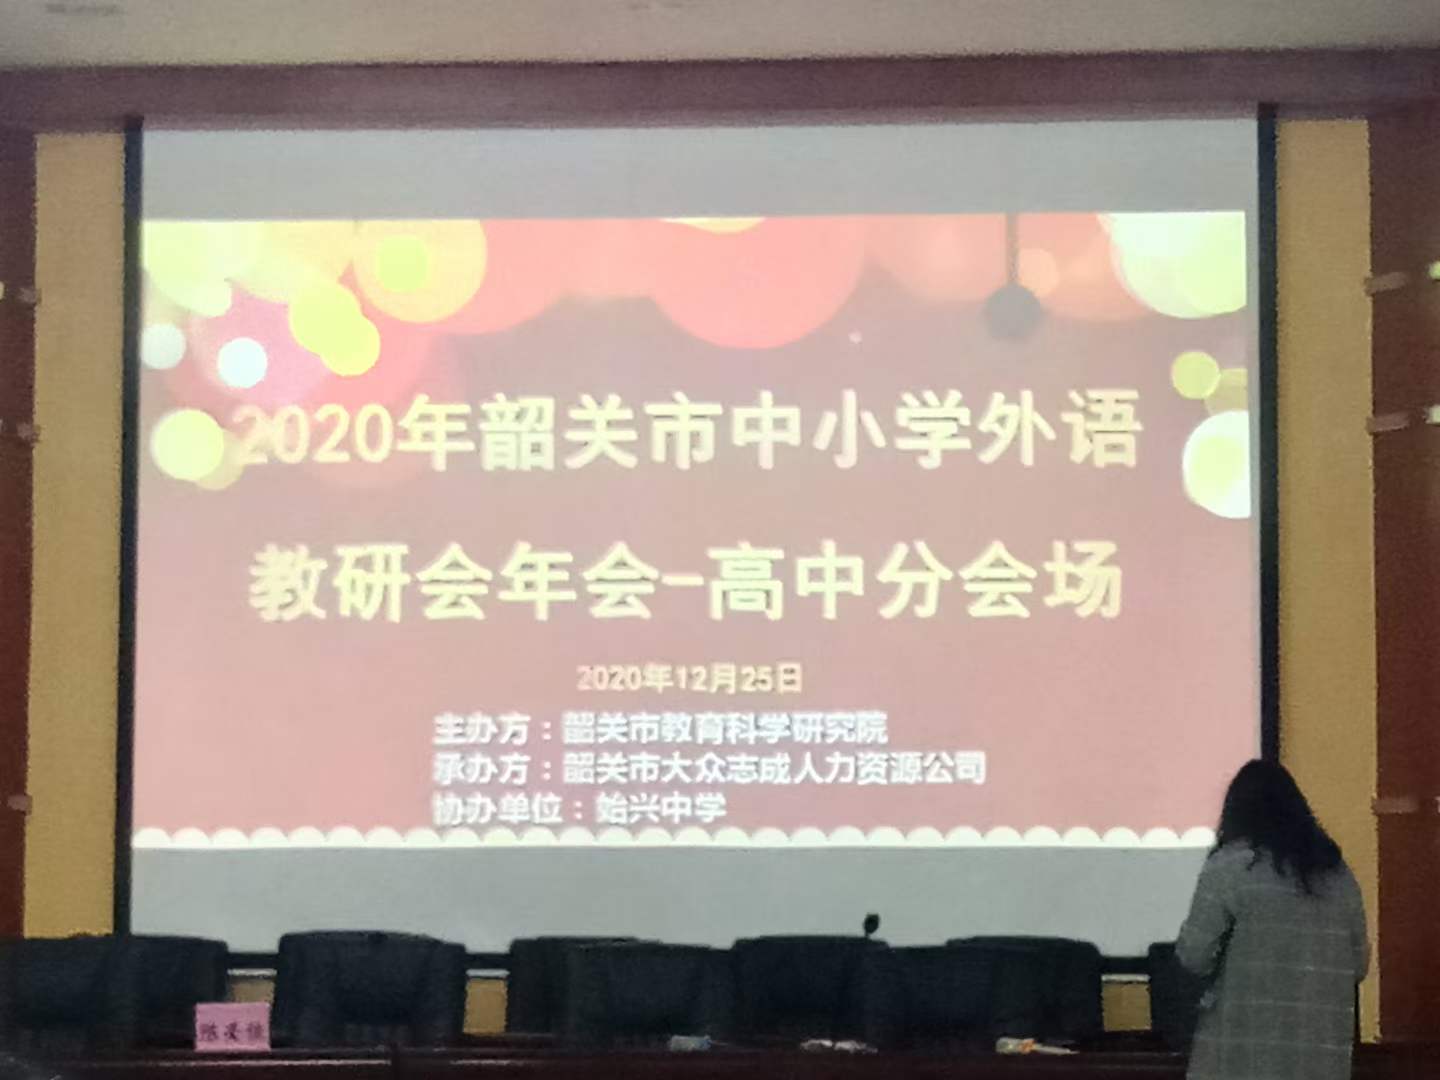 2020年韶关市中小学外语
教研会年会-高中分会场
2020年12月25日
主办方：韶关市教育科学研究院
承办方：韶关市大众志成人力资源公司
协办单位：始兴中学